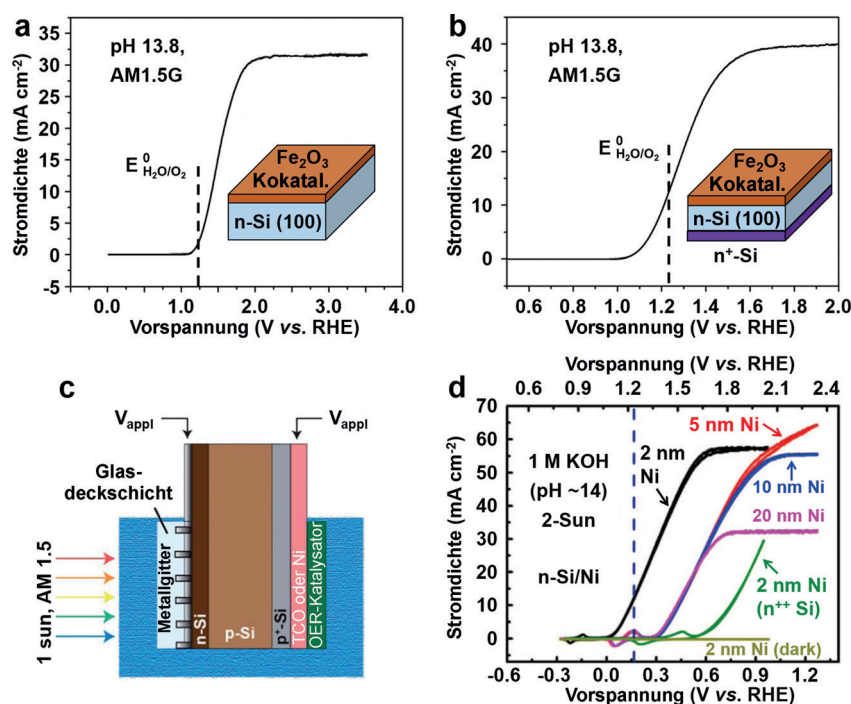 a
pH 13.8,
AM1.5G
E⁰H₂O/O₂
Fe₂O₃
Kokatal.
n-Si (100)
Stromdichte (mA cm⁻²)
35
30
25
20
15
10
5
0
-5
0.0 1.0 2.0 3.0 4.0
Vorspannung (V vs. RHE)
b
pH 13.8,
AM1.5G
E⁰H₂O/O₂
Fe₂O₃
Kokatal.
n-Si (100)
n⁺-Si
Stromdichte (mA cm⁻²)
40
30
20
10
0
0.6 0.8 1.0 1.2 1.4 1.6 1.8 2.0
Vorspannung (V vs. RHE)
c
Vappl
Vappl
Glas-
deckschicht
1 sun, AM 1.5
Metallgitter
n-Si
p-Si
p⁺-Si
TCO oder Ni
OER-Katalysator
d
Vorspannung (V vs. RHE)
0.6 0.9 1.2 1.5 1.8 2.1 2.4
Stromdichte (mA cm⁻²)
70
60
50
40
30
20
10
0
1 M KOH
(pH ~14)
2-Sun
n-Si/Ni
2 nm
Ni
5 nm Ni
10 nm Ni
20 nm Ni
2 nm Ni
(n⁺⁺ Si)
2 nm Ni (dark)
-0.6 -0.3 0.0 0.3 0.6 0.9 1.2
Vorspannung (V vs. RHE)